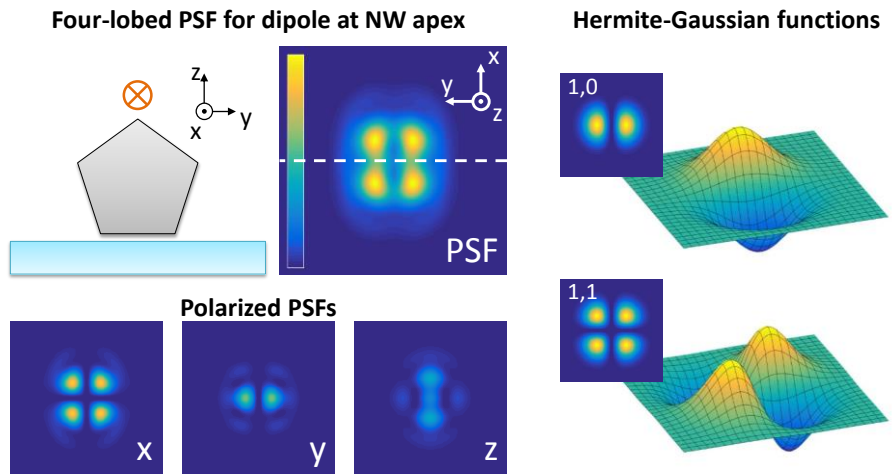 Four-lobed PSF for dipole at NW apex
Hermite-Gaussian functions
z
y
x
x
y
z
PSF
1,0
Polarized PSFs
x
y
z
1,1